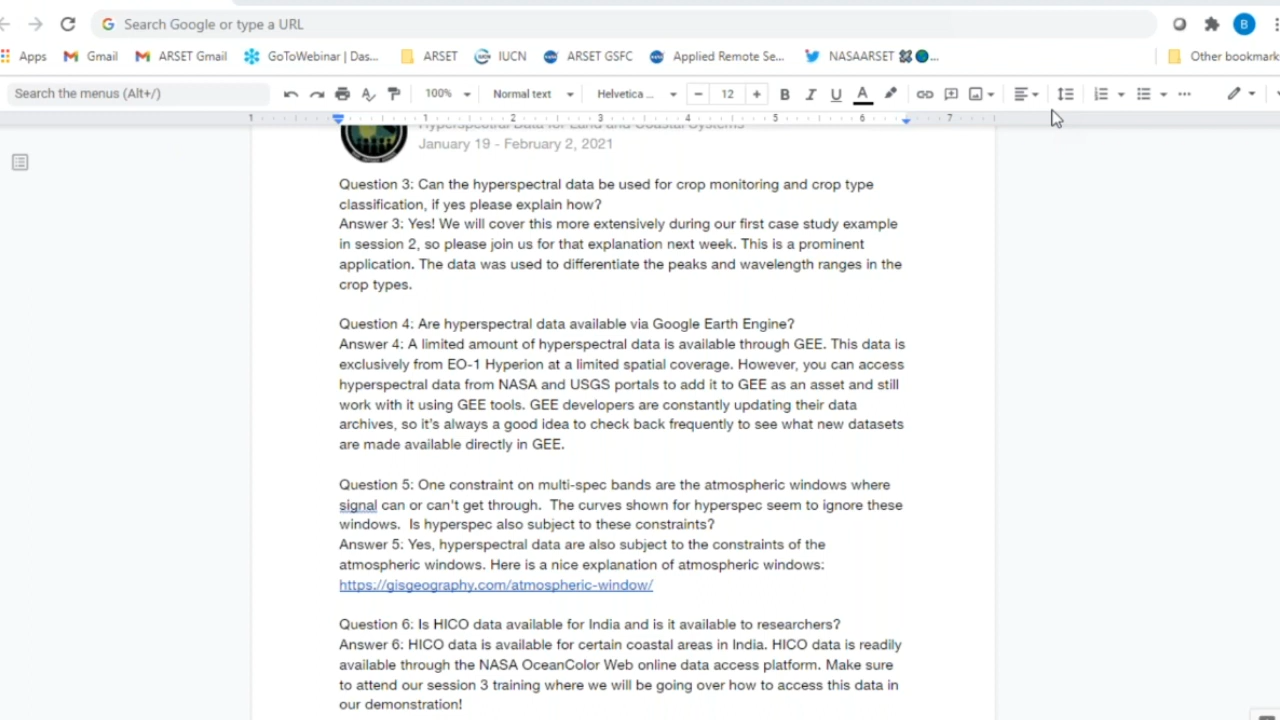 Search Google or type a URL
B
Apps Gmail ARSET Gmail GoToWebinar | Das... ARSET IUCN ARSET GSFC Applied Remote Se... NASAARSET ... Other bookmark
Search the menus (Alt+/) 100% Normal text Helvetica ... 12 B I U A
1 1 2 3 4 5 6 7
Hyperspectral Data for Land and Coastal Systems
January 19 - February 2, 2021
Question 3: Can the hyperspectral data be used for crop monitoring and crop type
classification, if yes please explain how?
Answer 3: Yes! We will cover this more extensively during our first case study example
in session 2, so please join us for that explanation next week. This is a prominent
application. The data was used to differentiate the peaks and wavelength ranges in the
crop types.
Question 4: Are hyperspectral data available via Google Earth Engine?
Answer 4: A limited amount of hyperspectral data is available through GEE. This data is
exclusively from EO-1 Hyperion at a limited spatial coverage. However, you can access
hyperspectral data from NASA and USGS portals to add it to GEE as an asset and still
work with it using GEE tools. GEE developers are constantly updating their data
archives, so it's always a good idea to check back frequently to see what new datasets
are made available directly in GEE.
Question 5: One constraint on multi-spec bands are the atmospheric windows where
signal can or can't get through.  The curves shown for hyperspec seem to ignore these
windows.  Is hyperspec also subject to these constraints?
Answer 5: Yes, hyperspectral data are also subject to the constraints of the
atmospheric windows. Here is a nice explanation of atmospheric windows:
https://gisgeography.com/atmospheric-window/
Question 6: Is HICO data available for India and is it available to researchers?
Answer 6: HICO data is available for certain coastal areas in India. HICO data is readily
available through the NASA OceanColor Web online data access platform. Make sure
to attend our session 3 training where we will be going over how to access this data in
our demonstration!